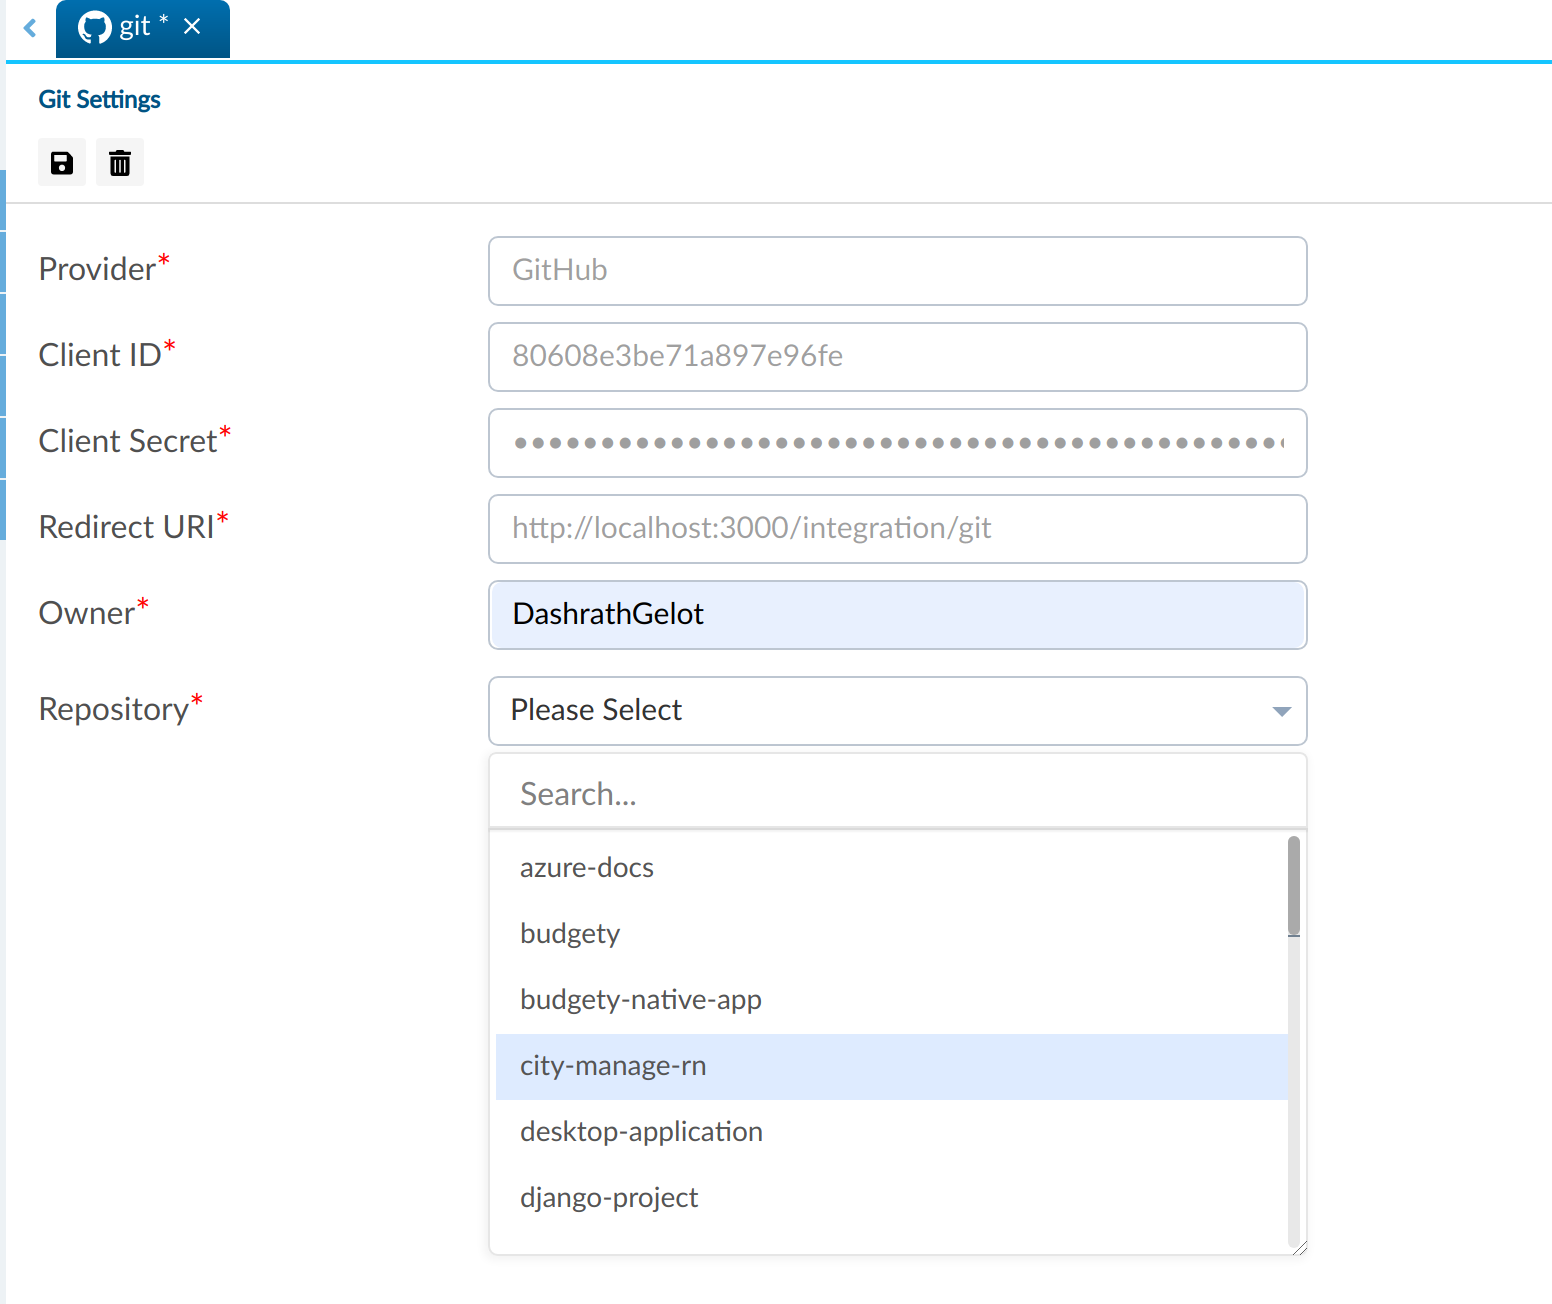 git *
Git Settings
Provider*
GitHub
Client ID*
80608e3be71a897e96fe
Client Secret*
Redirect URI*
http://localhost:3000/integration/git
Owner*
DashrathGelot
Repository*
Please Select
Search...
azure-docs
budgety
budgety-native-app
city-manage-rn
desktop-application
django-project